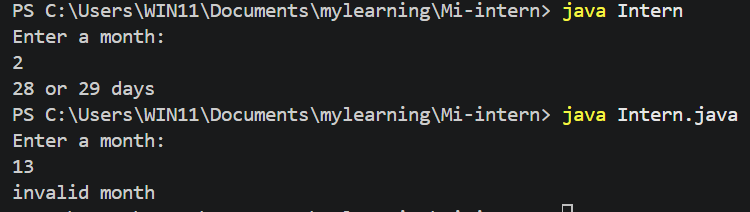 PS C:\Users\WIN11\Documents\mylearning\Mi-intern> java Intern
Enter a month:
2
28 or 29 days
PS C:\Users\WIN11\Documents\mylearning\Mi-intern> java Intern.java
Enter a month:
13
invalid month